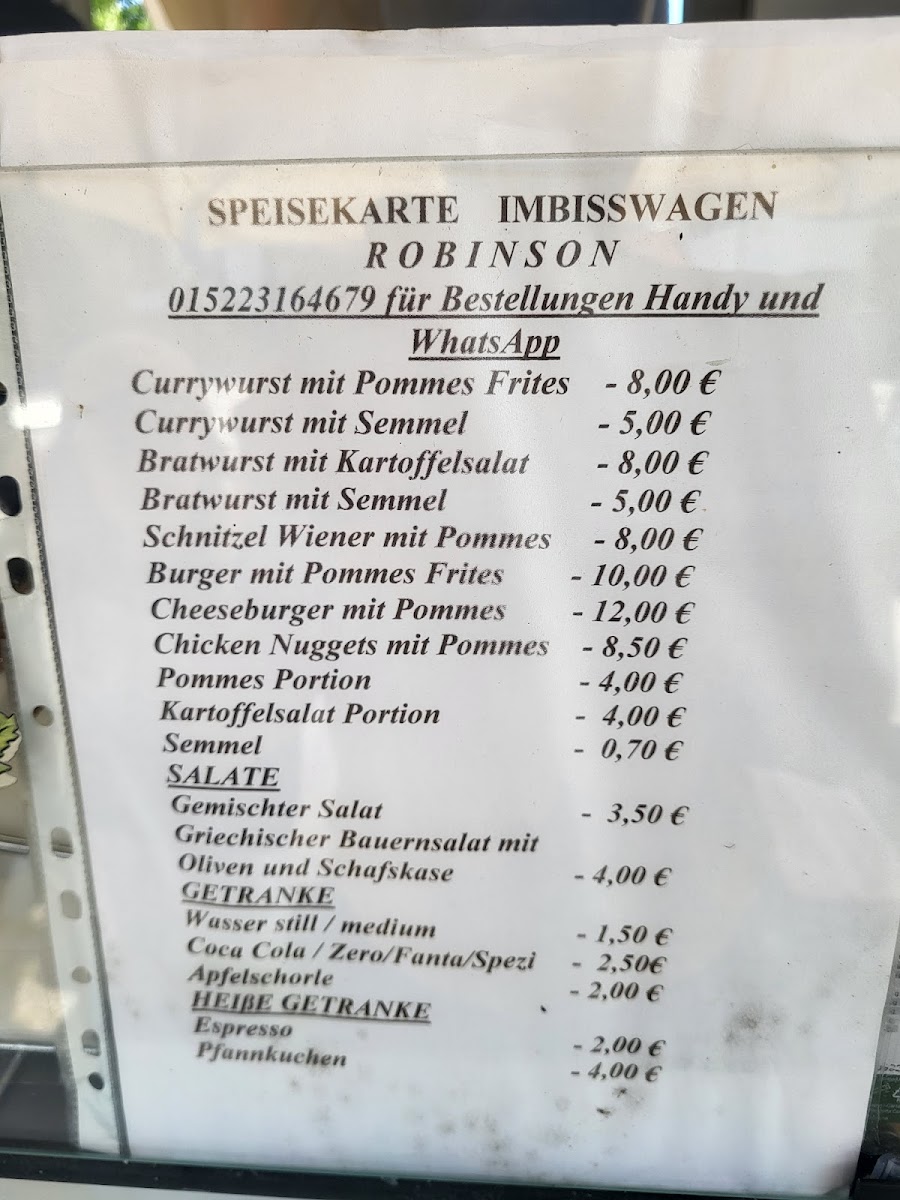 SPEISEKARTE IMBISSWAGEN
ROBINSON
015223164679 für Bestellungen Handy und
WhatsApp
Currywurst mit Pommes Frites - 8,00 €
Currywurst mit Semmel - 5,00 €
Bratwurst mit Kartoffelsalat - 8,00 €
Bratwurst mit Semmel - 5,00 €
Schnitzel Wiener mit Pommes - 8,00 €
Burger mit Pommes Frites - 10,00 €
Cheeseburger mit Pommes - 12,00 €
Chicken Nuggets mit Pommes - 8,50 €
Pommes Portion - 4,00 €
Kartoffelsalat Portion - 4,00 €
Semmel - 0,70 €
SALATE
Gemischter Salat - 3,50 €
Griechischer Bauernsalat mit
Oliven und Schafskase - 4,00 €
GETRANKE
Wasser still / medium - 1,50 €
Coca Cola / Zero/Fanta/Spezi - 2,50€
Apfelschorle - 2,00 €
HEIßE GETRANKE
Espresso - 2,00 €
Pfannkuchen - 4,00 €